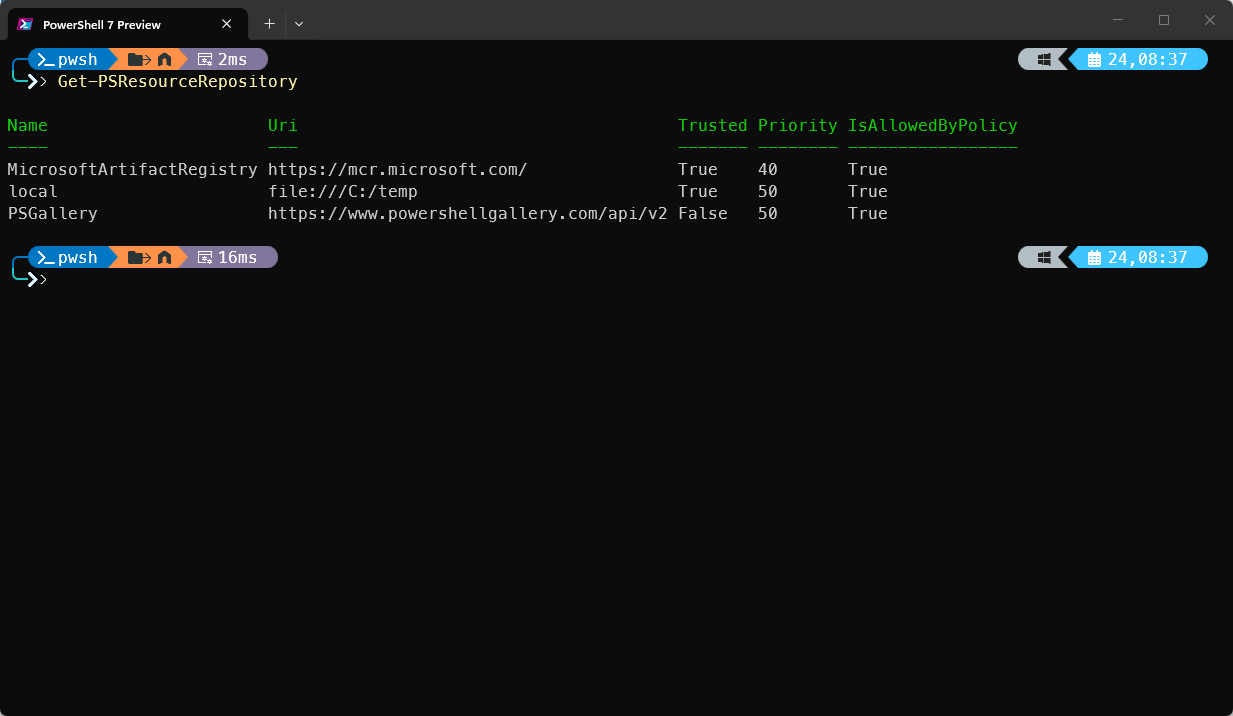 PowerShell 7 Preview
pwsh 2ms 24,08:37
Get-PSResourceRepository
Name Uri Trusted Priority IsAllowedByPolicy
---- --- ------- -------- -----------------
MicrosoftArtifactRegistry https://mcr.microsoft.com/ True 40 True
local file:///C:/temp True 50 True
PSGallery https://www.powershellgallery.com/api/v2 False 50 True
pwsh 16ms 24,08:37